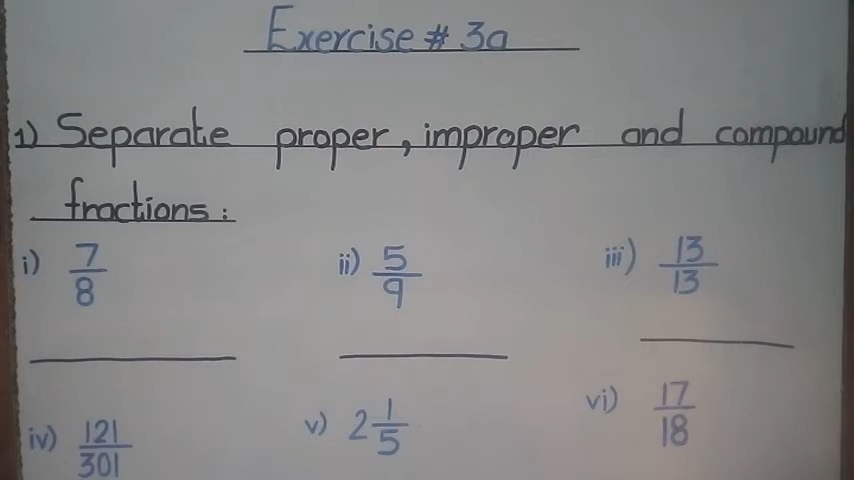 Exercise # 3a
1) Separate proper, improper and compound
fractions:
i) 7/8 ii) 5/9 iii) 13/13
iv) 121/301 v) 2 1/5 vi) 17/18